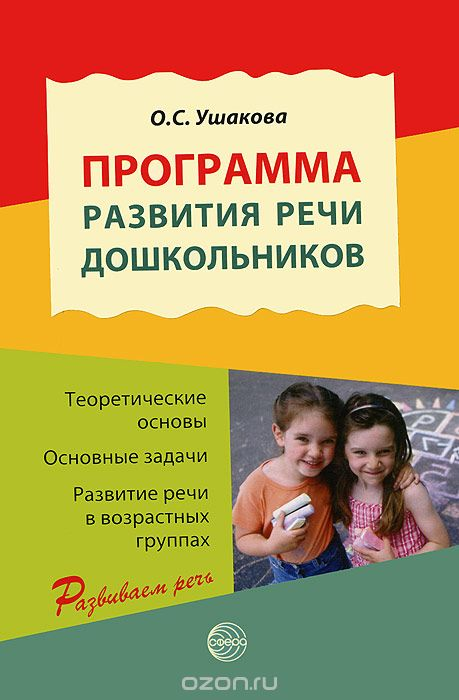 О.С. Ушакова
ПРОГРАММА
РАЗВИТИЯ РЕЧИ
ДОШКОЛЬНИКОВ
Теоретические
основы
Основные задачи
Развитие речи
в возрастных
группах
Развиваем речь
сфера
ozon.ru